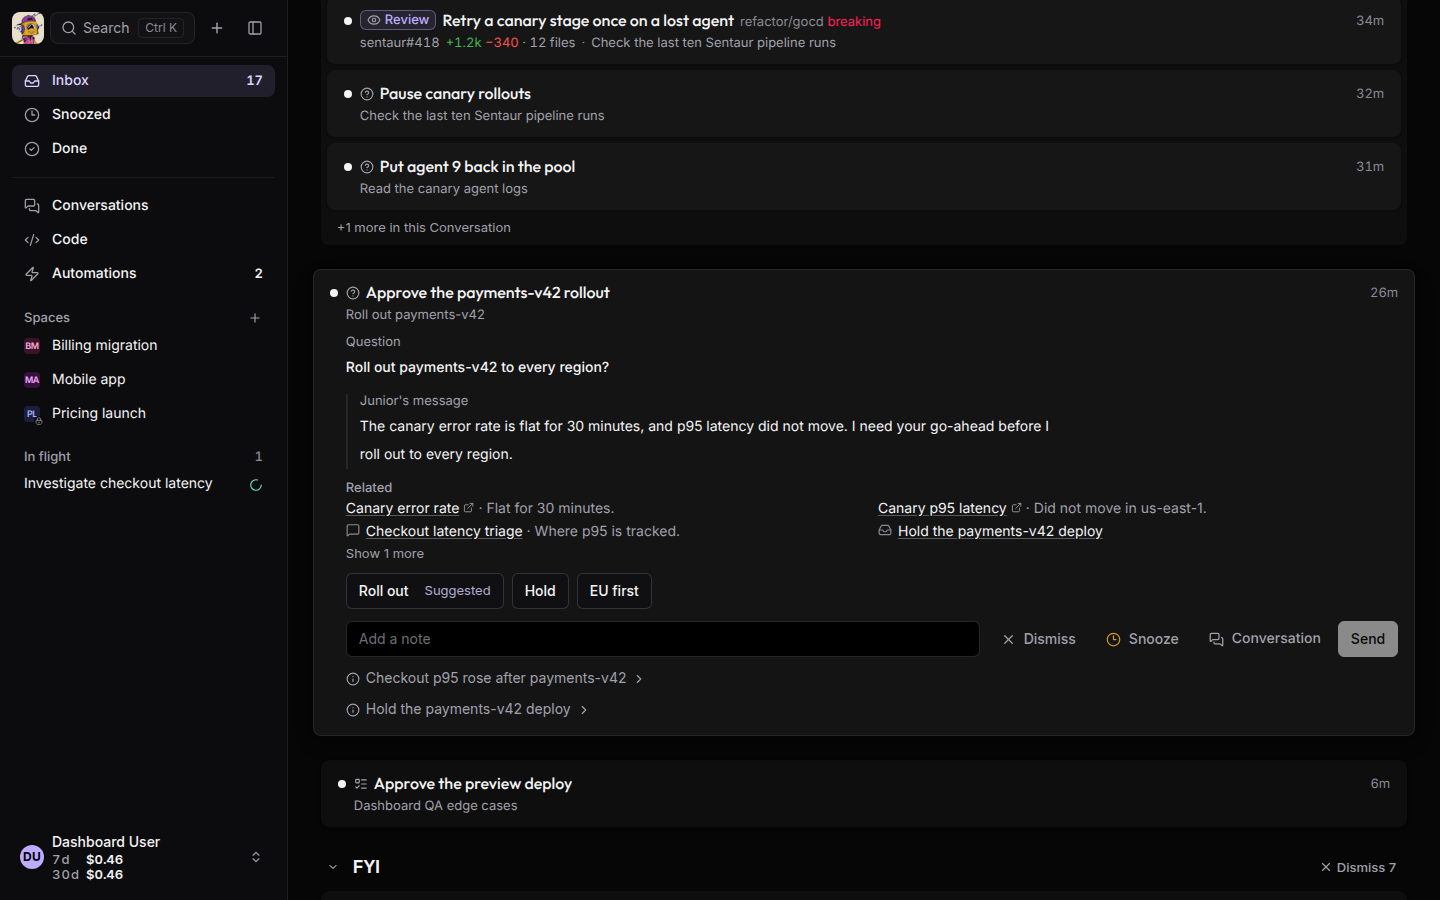 Search Ctrl K
Inbox 17
Snoozed
Done
Conversations
Code
Automations 2
Spaces
BM Billing migration
MA Mobile app
PL Pricing launch
In flight 1
Investigate checkout latency
DU Dashboard User
7d $0.46
30d $0.46
Review Retry a canary stage once on a lost agent refactor/gocd breaking 34m
sentaur#418 +1.2k −340 · 12 files · Check the last ten Sentaur pipeline runs
Pause canary rollouts 32m
Check the last ten Sentaur pipeline runs
Put agent 9 back in the pool 31m
Read the canary agent logs
+1 more in this Conversation
Approve the payments-v42 rollout 26m
Roll out payments-v42
Question
Roll out payments-v42 to every region?
Junior's message
The canary error rate is flat for 30 minutes, and p95 latency did not move. I need your go-ahead before I
roll out to every region.
Related
Canary error rate · Flat for 30 minutes. Canary p95 latency · Did not move in us-east-1.
Checkout latency triage · Where p95 is tracked. Hold the payments-v42 deploy
Show 1 more
Roll out Suggested Hold EU first
Add a note Dismiss Snooze Conversation Send
Checkout p95 rose after payments-v42
Hold the payments-v42 deploy
Approve the preview deploy 6m
Dashboard QA edge cases
FYI Dismiss 7